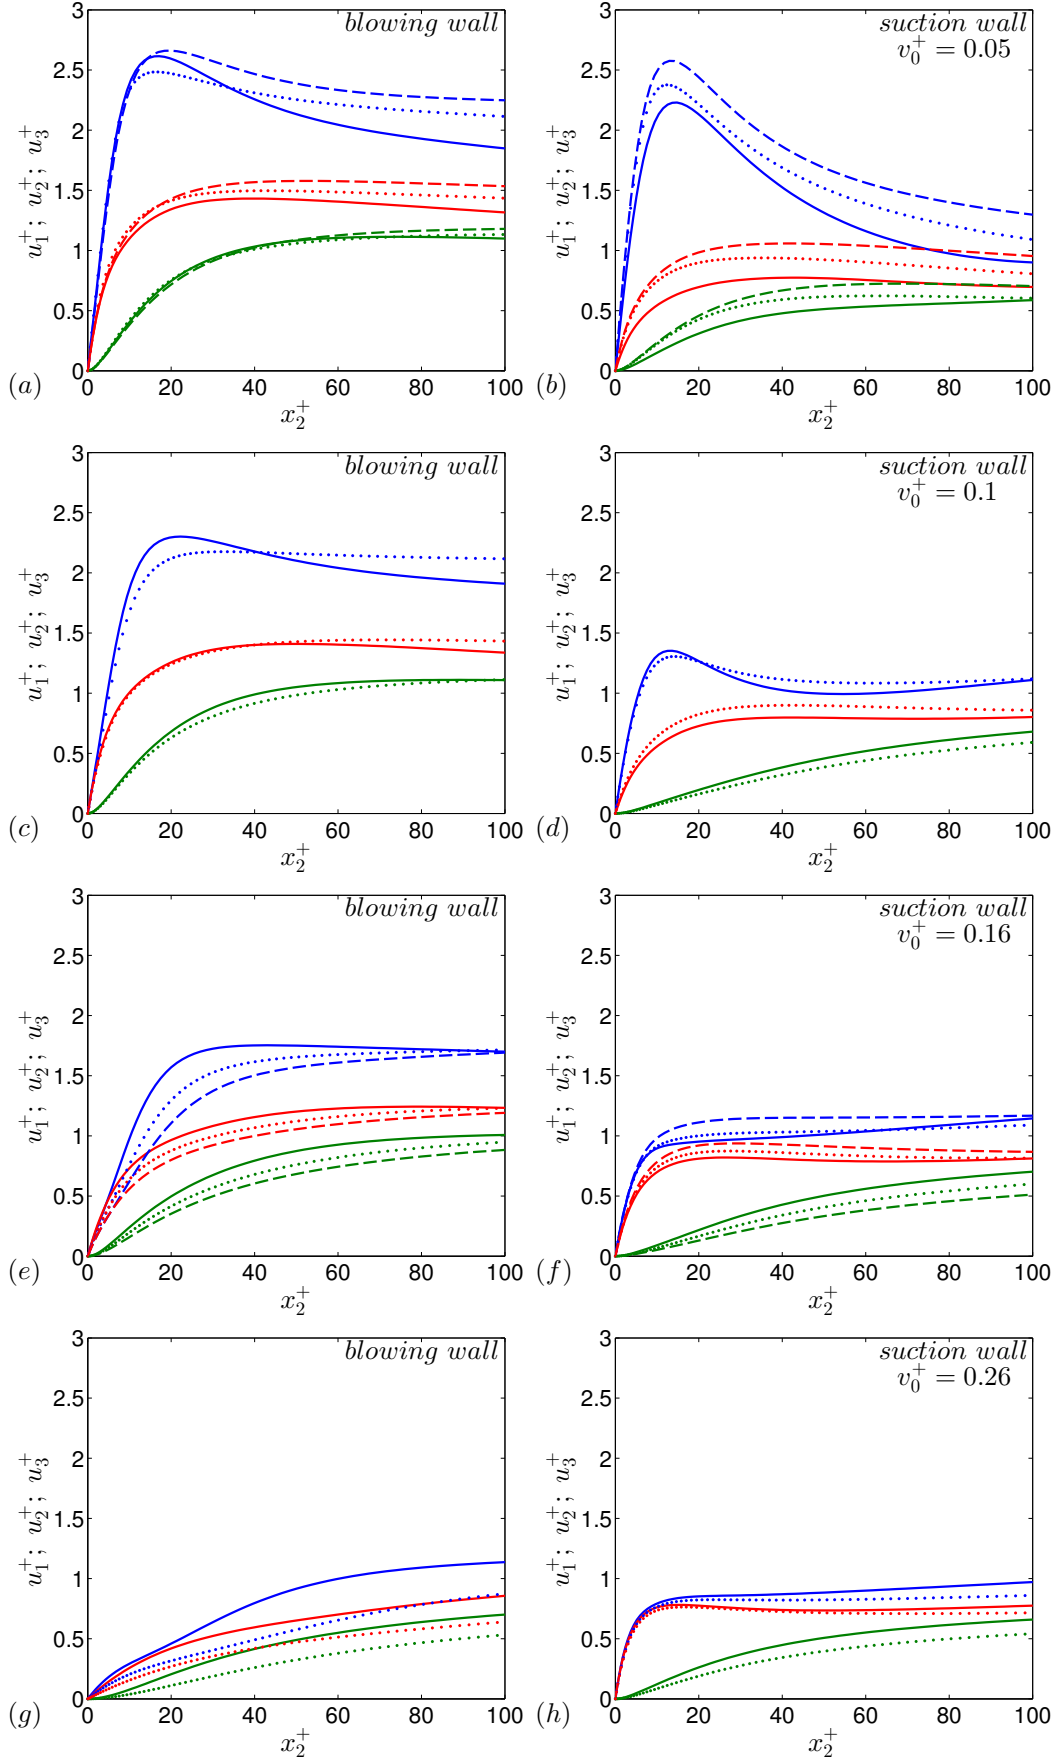 blowing wall
3
2.5
2
1.5
1
0.5
0
u₁⁺; u₂⁺; u₃⁺
0 20 40 60 80 100
x₂⁺
(a)
suction wall
v₀⁺ = 0.05
3
2.5
2
1.5
1
0.5
0
u₁⁺; u₂⁺; u₃⁺
0 20 40 60 80 100
x₂⁺
(b)
blowing wall
3
2.5
2
1.5
1
0.5
0
u₁⁺; u₂⁺; u₃⁺
0 20 40 60 80 100
x₂⁺
(c)
suction wall
v₀⁺ = 0.1
3
2.5
2
1.5
1
0.5
0
u₁⁺; u₂⁺; u₃⁺
0 20 40 60 80 100
x₂⁺
(d)
blowing wall
3
2.5
2
1.5
1
0.5
0
u₁⁺; u₂⁺; u₃⁺
0 20 40 60 80 100
x₂⁺
(e)
suction wall
v₀⁺ = 0.16
3
2.5
2
1.5
1
0.5
0
u₁⁺; u₂⁺; u₃⁺
0 20 40 60 80 100
x₂⁺
(f)
blowing wall
3
2.5
2
1.5
1
0.5
0
u₁⁺; u₂⁺; u₃⁺
0 20 40 60 80 100
x₂⁺
(g)
suction wall
v₀⁺ = 0.26
3
2.5
2
1.5
1
0.5
0
u₁⁺; u₂⁺; u₃⁺
0 20 40 60 80 100
x₂⁺
(h)